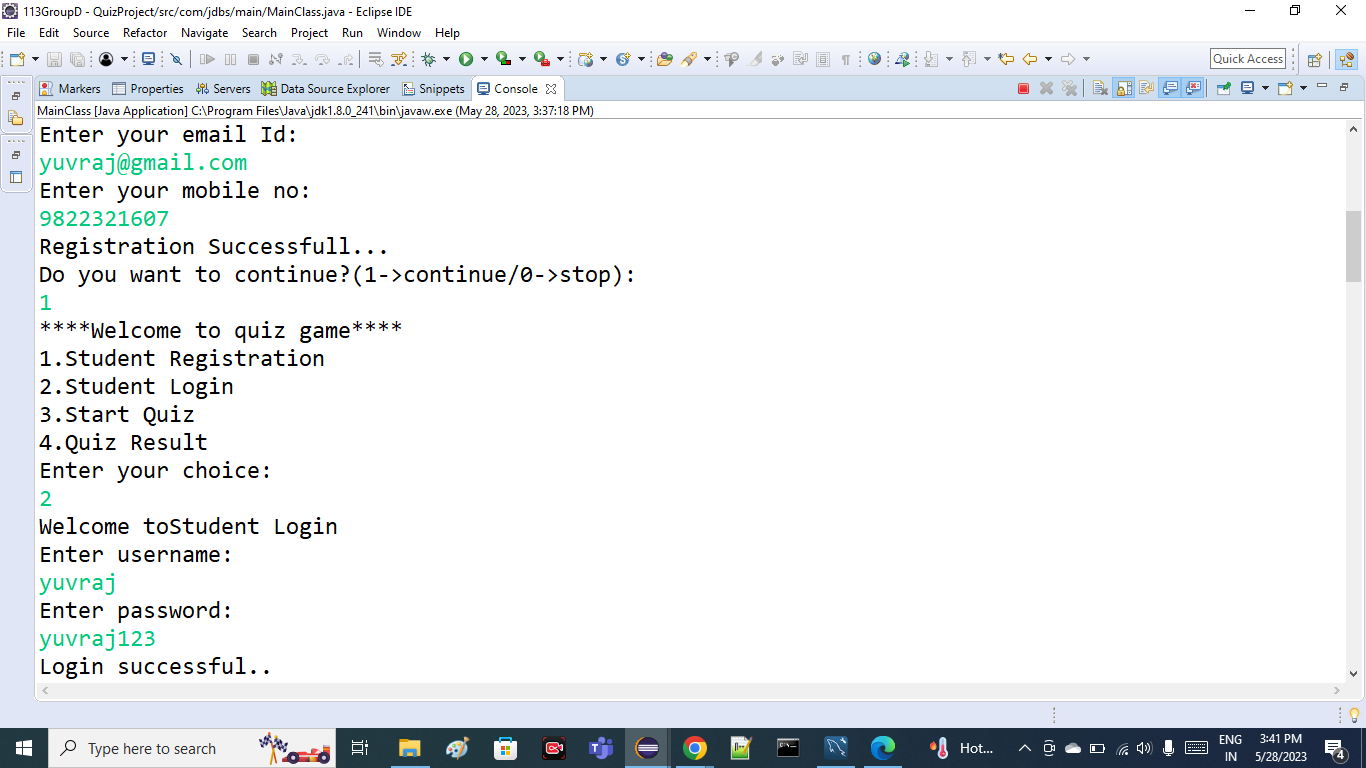 113GroupD - QuizProject/src/com/jdbs/main/MainClass.java - Eclipse IDE
File Edit Source Refactor Navigate Search Project Run Window Help
Quick Access
Markers Properties Servers Data Source Explorer Snippets Console
MainClass [Java Application] C:\Program Files\Java\jdk1.8.0_241\bin\javaw.exe (May 28, 2023, 3:37:18 PM)
Enter your email Id:
yuvraj@gmail.com
Enter your mobile no:
9822321607
Registration Successfull...
Do you want to continue?(1->continue/0->stop):
1
****Welcome to quiz game****
1.Student Registration
2.Student Login
3.Start Quiz
4.Quiz Result
Enter your choice:
2
Welcome toStudent Login
Enter username:
yuvraj
Enter password:
yuvraj123
Login successful..
Type here to search
Hot...
ENG
IN
3:41 PM
5/28/2023
4